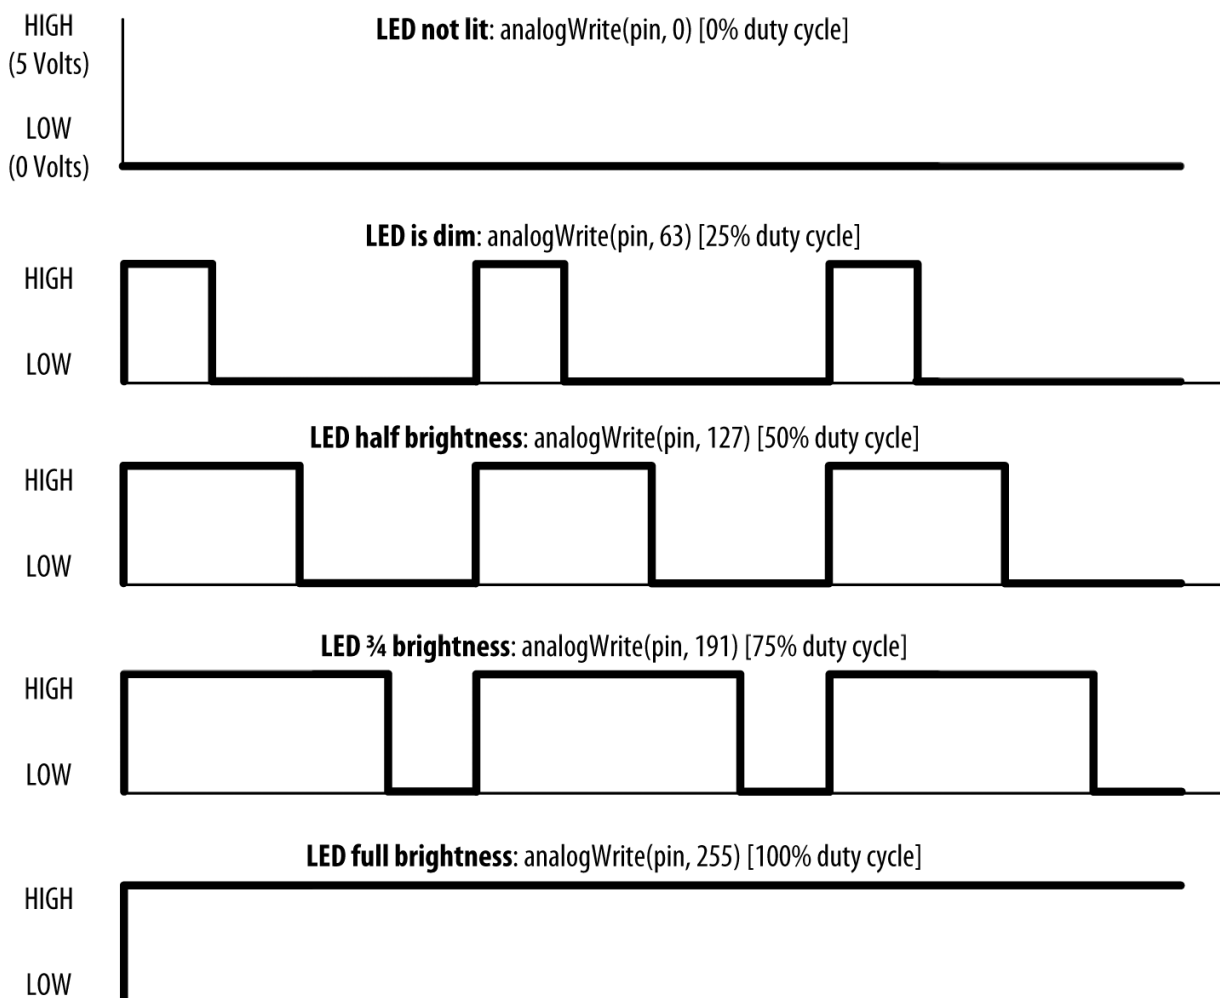 LED not lit: analogWrite(pin, 0) [0% duty cycle]
HIGH
(5 Volts)
LOW
(0 Volts)
LED is dim: analogWrite(pin, 63) [25% duty cycle]
HIGH
LOW
LED half brightness: analogWrite(pin, 127) [50% duty cycle]
HIGH
LOW
LED ¾ brightness: analogWrite(pin, 191) [75% duty cycle]
HIGH
LOW
LED full brightness: analogWrite(pin, 255) [100% duty cycle]
HIGH
LOW